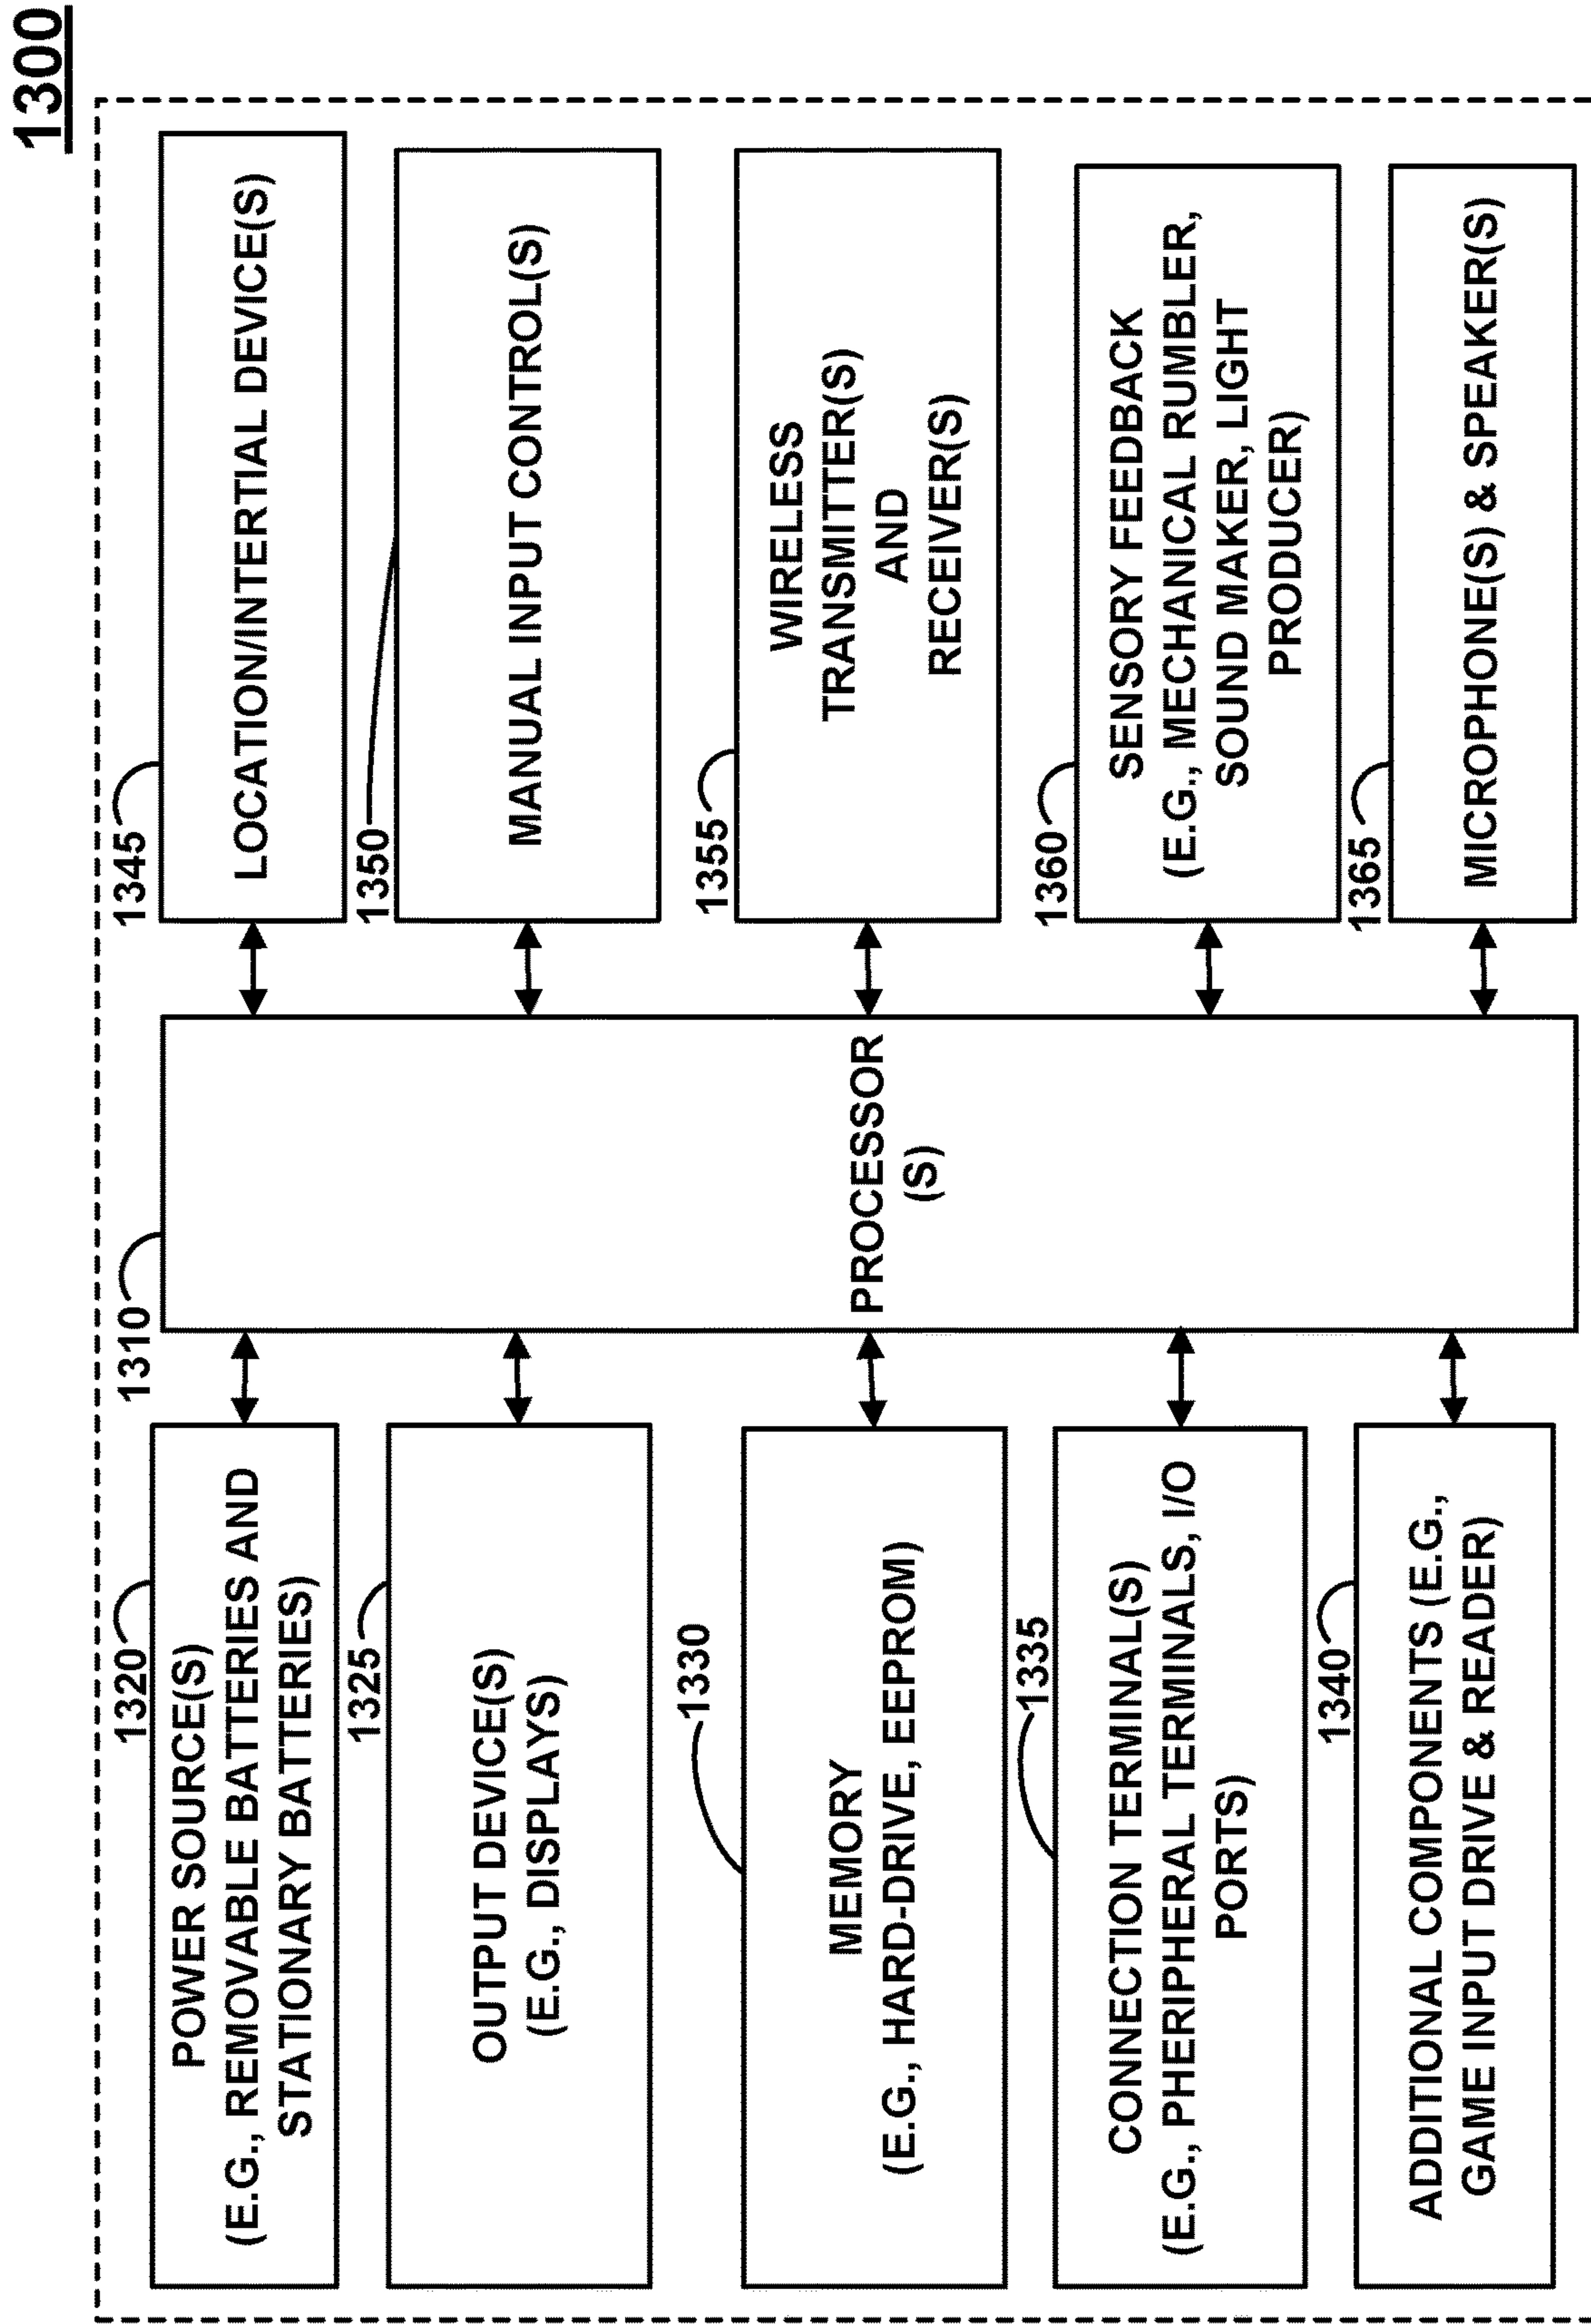 1300
1310
PROCESSOR
(S)
1320
POWER SOURCE(S)
(E.G., REMOVABLE BATTERIES AND
STATIONARY BATTERIES)
1325
OUTPUT DEVICE(S)
(E.G., DISPLAYS)
1330
MEMORY
(E.G., HARD-DRIVE, EEPROM)
1335
CONNECTION TERMINAL(S)
(E.G., PHERIPHERAL TERMINALS, I/O
PORTS)
1340
ADDITIONAL COMPONENTS (E.G.,
GAME INPUT DRIVE & READER)
1345
LOCATION/INTERTIAL DEVICE(S)
1350
MANUAL INPUT CONTROL(S)
1355
WIRELESS
TRANSMITTER(S)
AND
RECEIVER(S)
1360
SENSORY FEEDBACK
(E.G., MECHANICAL RUMBLER,
SOUND MAKER, LIGHT
PRODUCER)
1365
MICROPHONE(S) & SPEAKER(S)